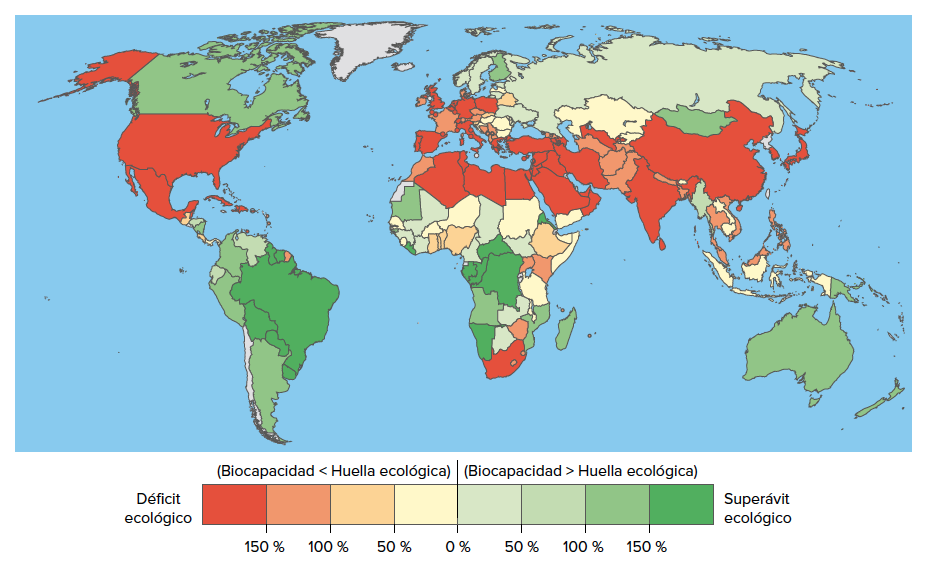 (Biocapacidad < Huella ecológica) (Biocapacidad > Huella ecológica)
Déficit
ecológico
Superávit
ecológico
150 % 100 % 50 % 0 % 50 % 100 % 150 %